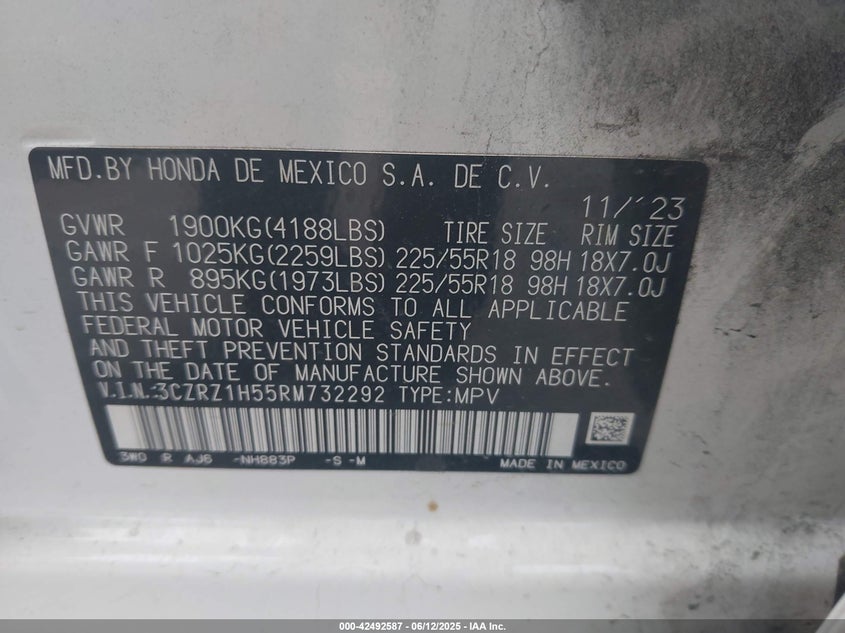 MFD.BY HONDA DE MEXICO S.A. DE C.V.
11/'23
GVWR 1900KG(4188LBS) TIRE SIZE RIM SIZE
GAWR F 1025KG(2259LBS) 225/55R18 98H 18X7.0J
GAWR R 895KG(1973LBS) 225/55R18 98H 18X7.0J
THIS VEHICLE CONFORMS TO ALL APPLICABLE
FEDERAL MOTOR VEHICLE SAFETY
AND THEFT PREVENTION STANDARDS IN EFFECT
ON THE DATE OF MANUFACTURE SHOWN ABOVE.
V.I.N.:3CZRZ1H55RM732292 TYPE:MPV
3W0 R AJ6 -NH883P -S -M MADE IN MEXICO
000-42492587 - 06/12/2025 - IAA Inc.